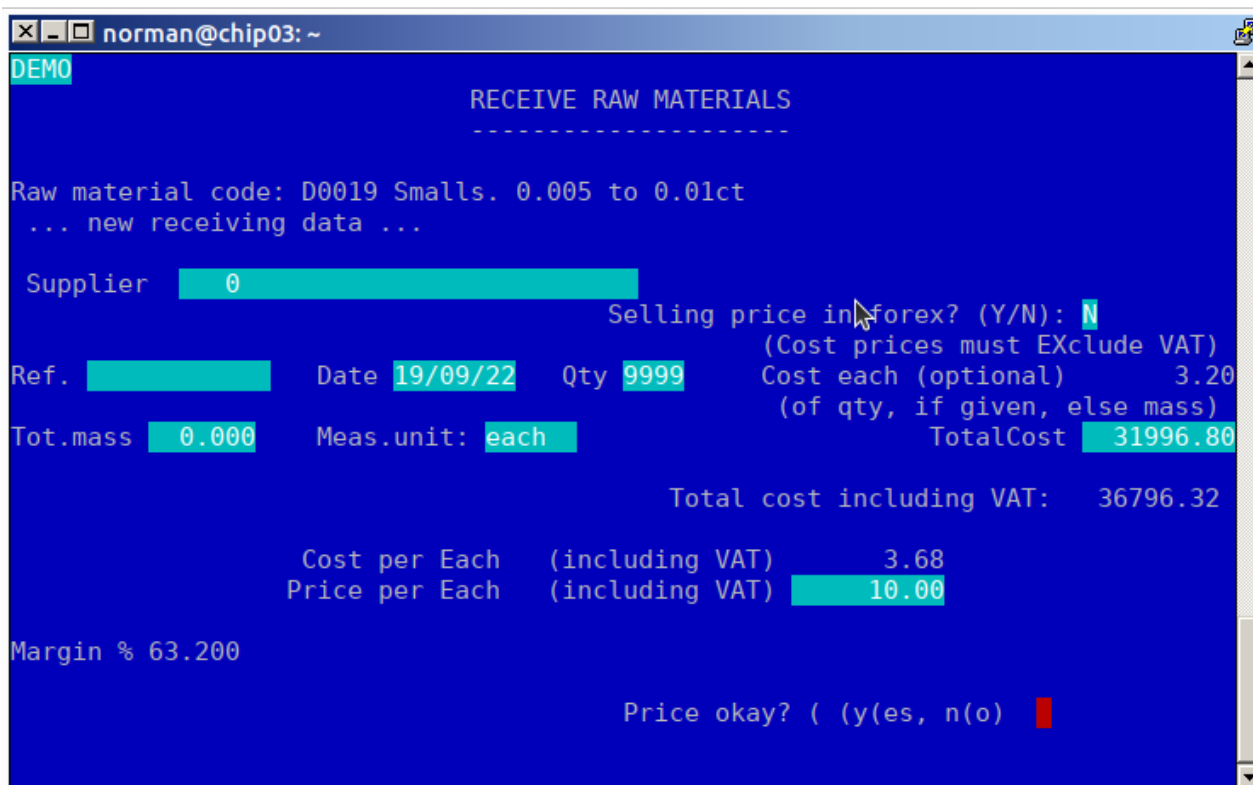 norman@chip03: ~
DEMO
RECEIVE RAW MATERIALS
---------------------
Raw material code: D0019 Smalls. 0.005 to 0.01ct
... new receiving data ...
Supplier 0
Selling price in forex? (Y/N): N
(Cost prices must EXclude VAT)
Ref. Date 19/09/22 Qty 9999 Cost each (optional) 3.20
(of qty, if given, else mass)
Tot.mass 0.000 Meas.unit: each TotalCost 31996.80
Total cost including VAT: 36796.32
Cost per Each (including VAT) 3.68
Price per Each (including VAT) 10.00
Margin % 63.200
Price okay? ( (y(es, n(o)